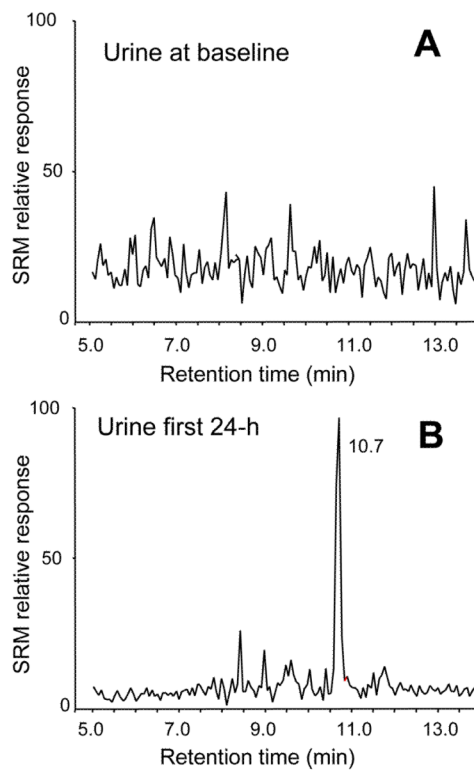 100
Urine at baseline
A
SRM relative response
50
0
5.0 7.0 9.0 11.0 13.0
Retention time (min)
100
Urine first 24-h
B
10.7
SRM relative response
50
0
5.0 7.0 9.0 11.0 13.0
Retention time (min)